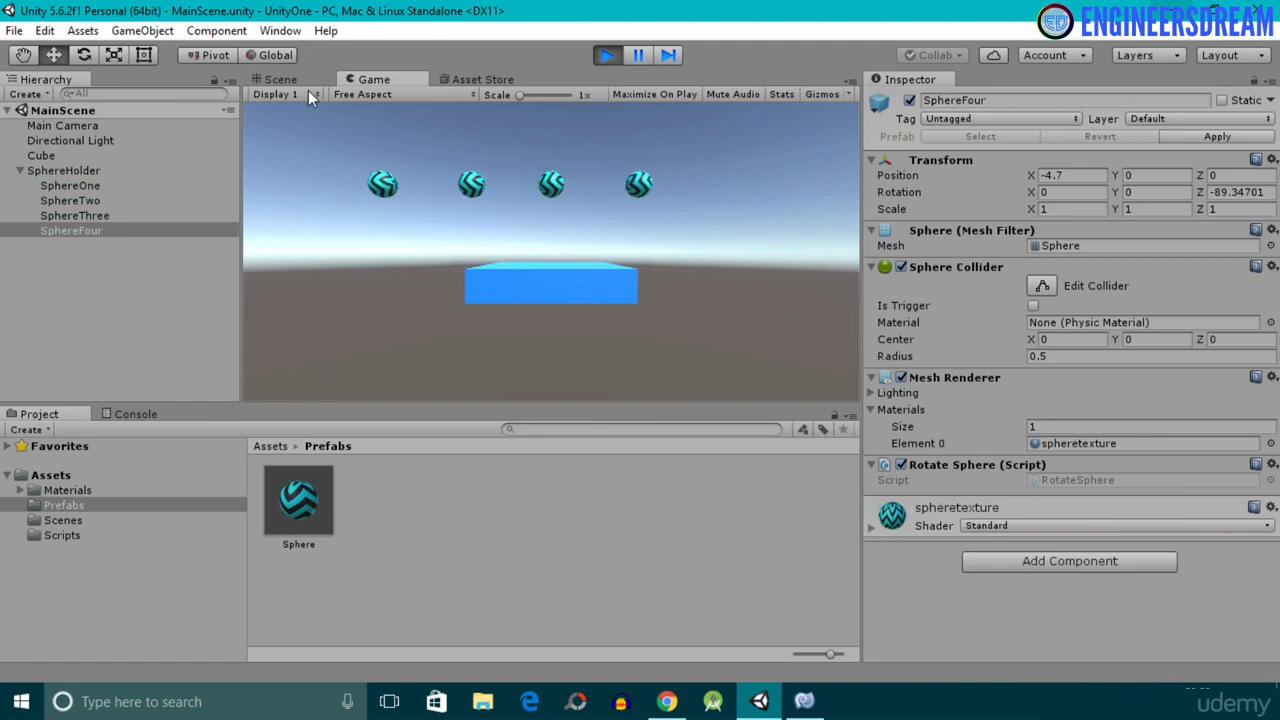 Unity 5.6.2f1 Personal (64bit) - MainScene.unity - UnityOne - PC, Mac & Linux Standalone <DX11>
ED ENGINEERSDREAM
File Edit Assets GameObject Component Window Help
Pivot Global Collab Account Layers Layout
Hierarchy Scene Game Asset Store Inspector
Create All Display 1 Free Aspect Scale 1x Maximize On Play Mute Audio Stats Gizmos
SphereFour Static
MainScene
Tag Untagged Layer Default
Main Camera
Prefab Select Revert Apply
Directional Light
Cube
Transform
SphereHolder
Position X -4.7 Y 0 Z 0
SphereOne
Rotation X 0 Y 0 Z -89.34701
SphereTwo
Scale X 1 Y 1 Z 1
SphereThree
SphereFour
Sphere (Mesh Filter)
Mesh Sphere
Sphere Collider
Edit Collider
Is Trigger
Material None (Physic Material)
Center X 0 Y 0 Z 0
Radius 0.5
Mesh Renderer
Lighting
Materials
Size 1
Element 0 spheretexture
Rotate Sphere (Script)
Script RotateSphere
spheretexture
Shader Standard
Add Component
Project Console
Create
Favorites
Assets
Materials
Prefabs
Scenes
Scripts
Assets Prefabs
Sphere
Type here to search
udemy